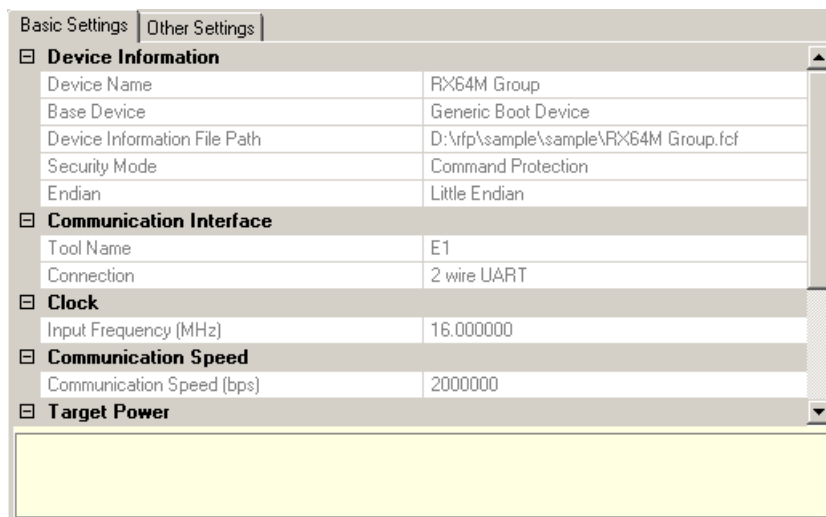 Basic Settings Other Settings
Device Information
Device Name RX64M Group
Base Device Generic Boot Device
Device Information File Path D:\rfp\sample\sample\RX64M Group.fcf
Security Mode Command Protection
Endian Little Endian
Communication Interface
Tool Name E1
Connection 2 wire UART
Clock
Input Frequency (MHz) 16.000000
Communication Speed
Communication Speed (bps) 2000000
Target Power